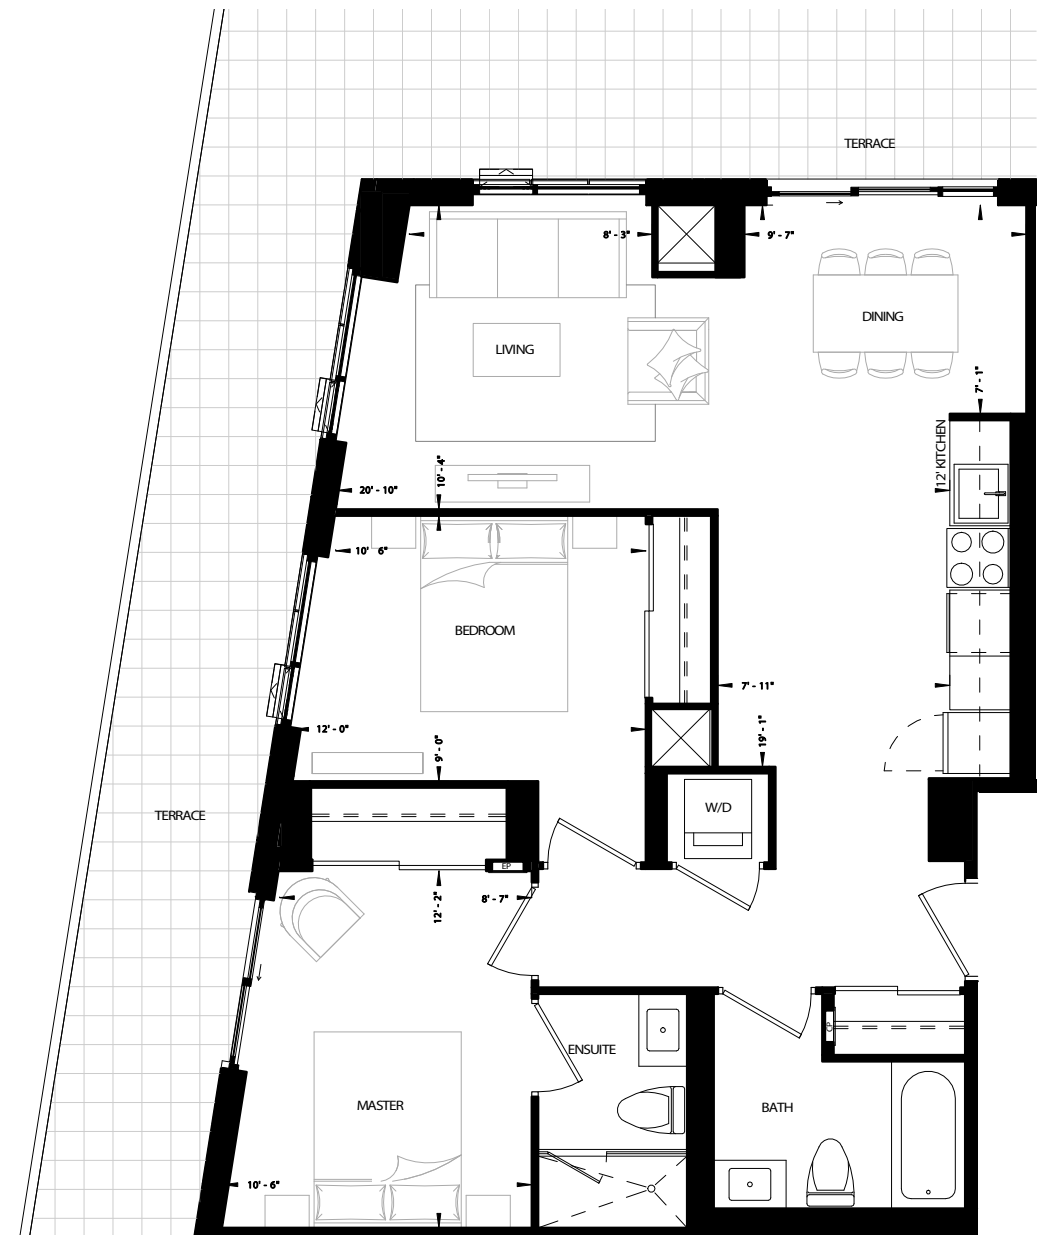 TERRACE
8' - 3"
9' - 7"
DINING
LIVING
7' - 1"
12' KITCHEN
10' - 4"
20' - 10"
10' 6"
BEDROOM
7' - 11"
12' - 0"
9' - 0"
19' - 1"
W/D
TERRACE
EP
12' - 2"
8' - 7"
CP
ENSUITE
MASTER
BATH
10' - 6"